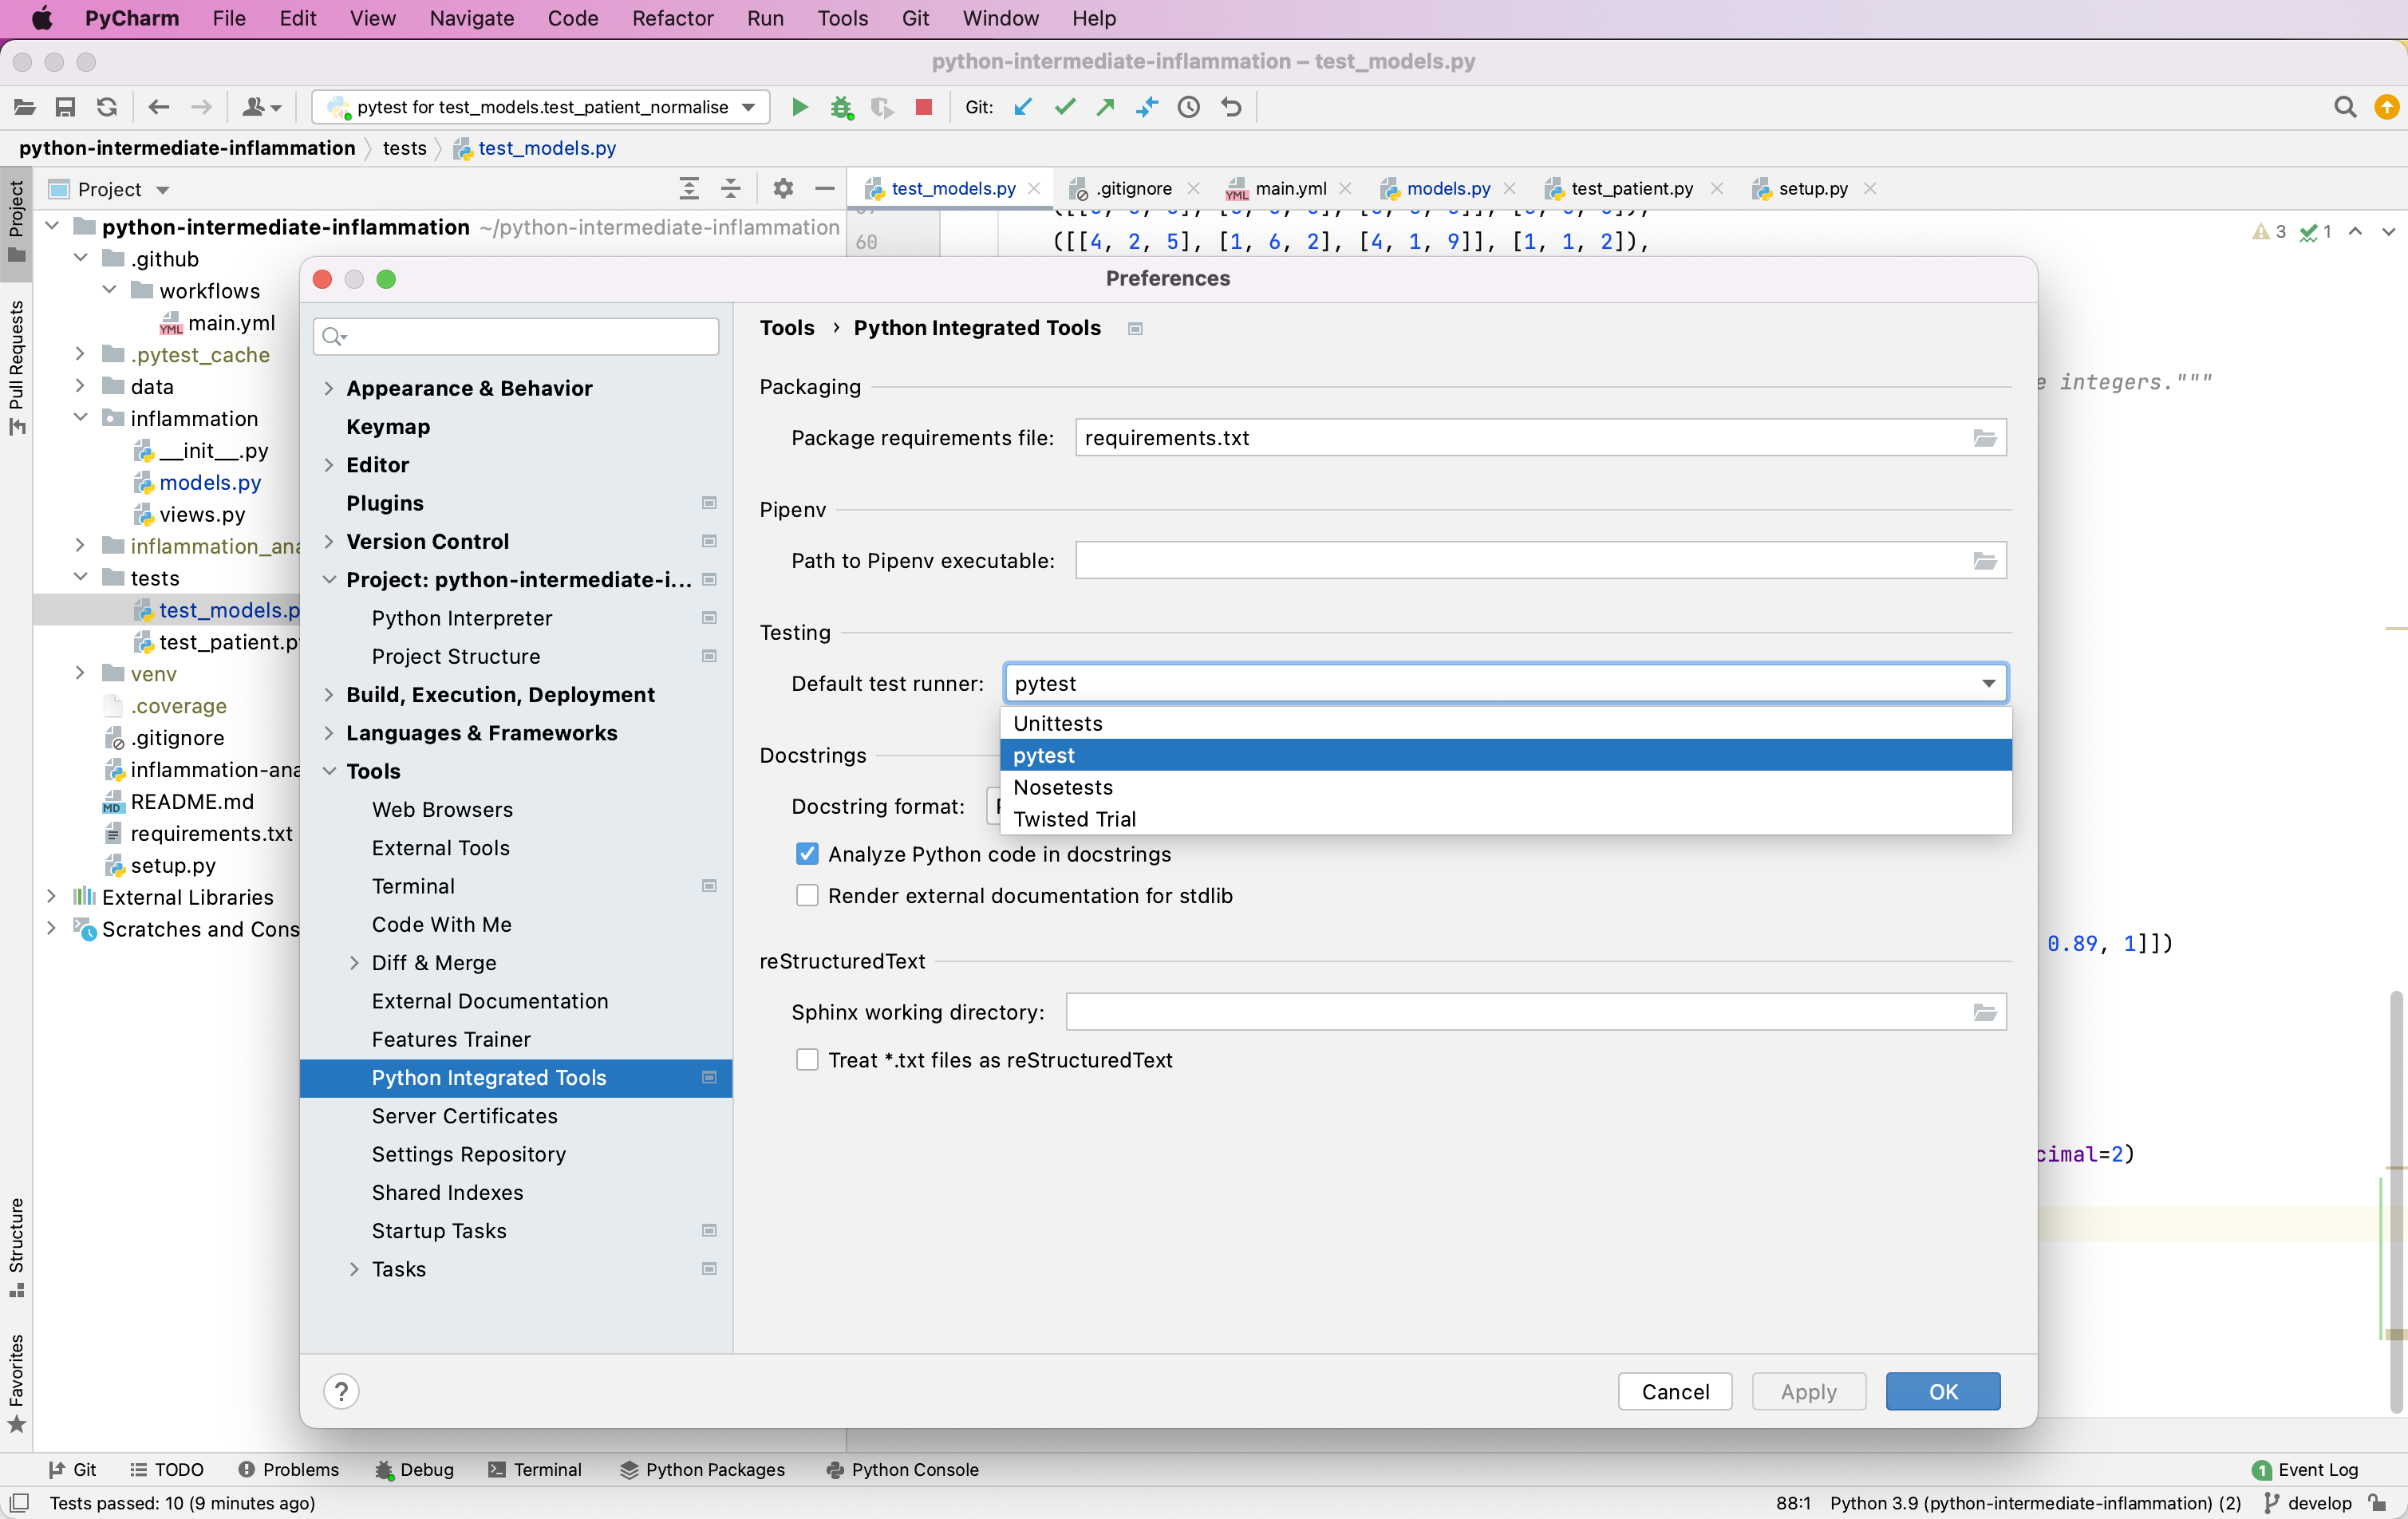 PyCharm File Edit View Navigate Code Refactor Run Tools Git Window Help
python-intermediate-inflammation – test_models.py
pytest for test_models.test_patient_normalise Git:
python-intermediate-inflammation tests test_models.py
Project
test_models.py .gitignore main.yml models.py test_patient.py setup.py
Project
Pull Requests
Structure
Favorites
python-intermediate-inflammation ~/python-intermediate-inflammation
.github
workflows
main.yml
.pytest_cache
data
inflammation
__init__.py
models.py
views.py
inflammation_ana
tests
test_models.p
test_patient.py
venv
.coverage
.gitignore
inflammation-ana
README.md
requirements.txt
setup.py
External Libraries
Scratches and Cons
60 ([[4, 2, 5], [1, 6, 2], [4, 1, 9]], [1, 1, 2]),
3 1
e integers."""
0.89, 1]])
cimal=2)
Preferences
Appearance & Behavior
Keymap
Editor
Plugins
Version Control
Project: python-intermediate-i...
Python Interpreter
Project Structure
Build, Execution, Deployment
Languages & Frameworks
Tools
Web Browsers
External Tools
Terminal
Code With Me
Diff & Merge
External Documentation
Features Trainer
Python Integrated Tools
Server Certificates
Settings Repository
Shared Indexes
Startup Tasks
Tasks
Tools › Python Integrated Tools
Packaging
Package requirements file: requirements.txt
Pipenv
Path to Pipenv executable:
Testing
Default test runner: pytest
Unittests
pytest
Nosetests
Twisted Trial
Docstrings
Docstring format:
Analyze Python code in docstrings
Render external documentation for stdlib
reStructuredText
Sphinx working directory:
Treat *.txt files as reStructuredText
? Cancel Apply OK
Git TODO Problems Debug Terminal Python Packages Python Console 1 Event Log
Tests passed: 10 (9 minutes ago) 88:1 Python 3.9 (python-intermediate-inflammation) (2) develop